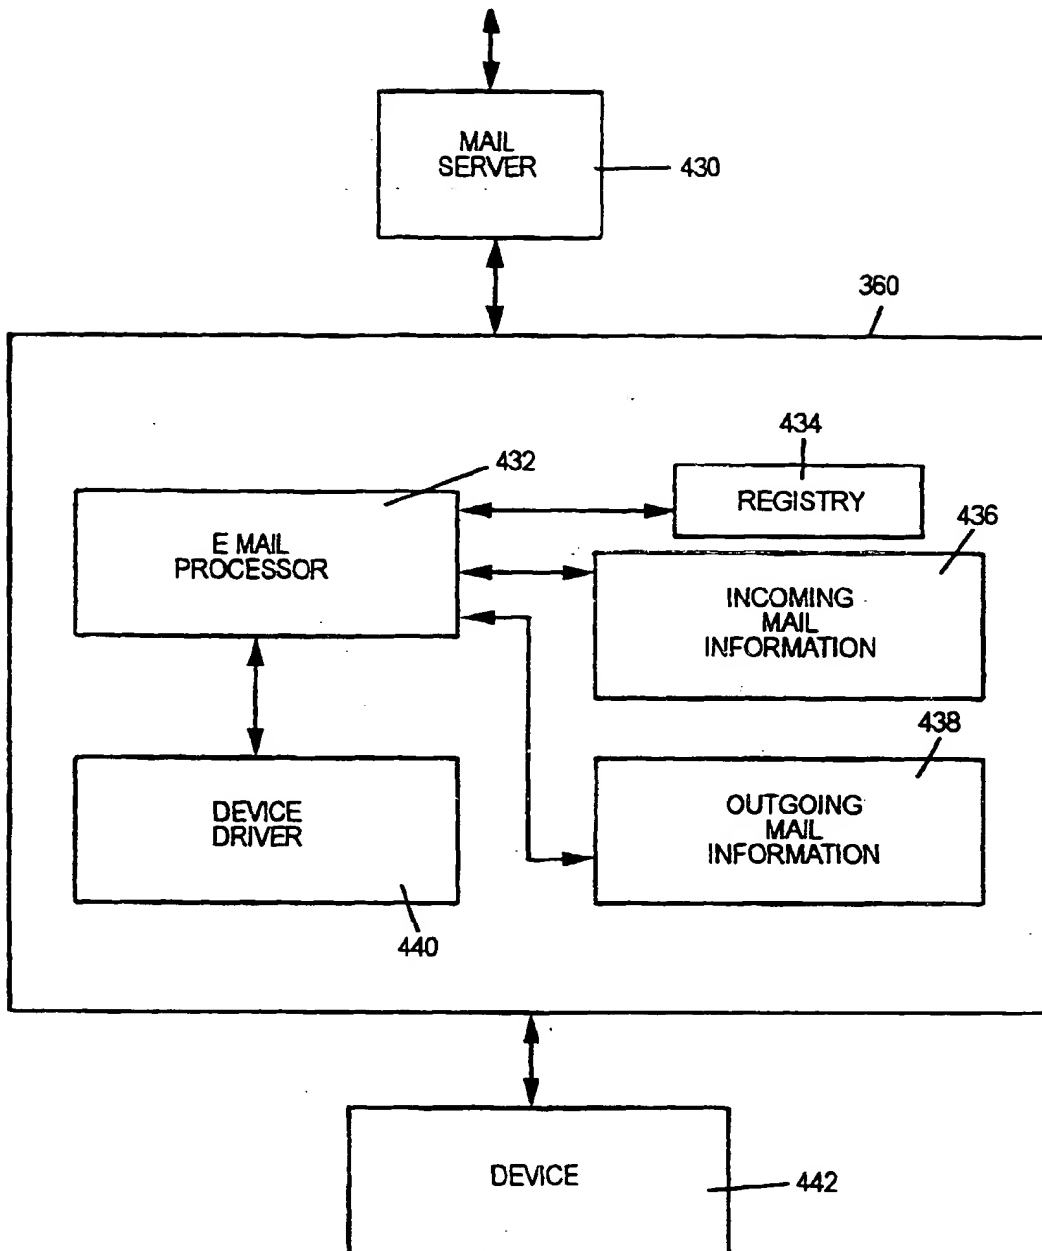 MAIL
SERVER
430
360
434
432
REGISTRY
436
E MAIL
PROCESSOR
INCOMING
MAIL
INFORMATION
438
DEVICE
DRIVER
OUTGOING
MAIL
INFORMATION
440
DEVICE
442